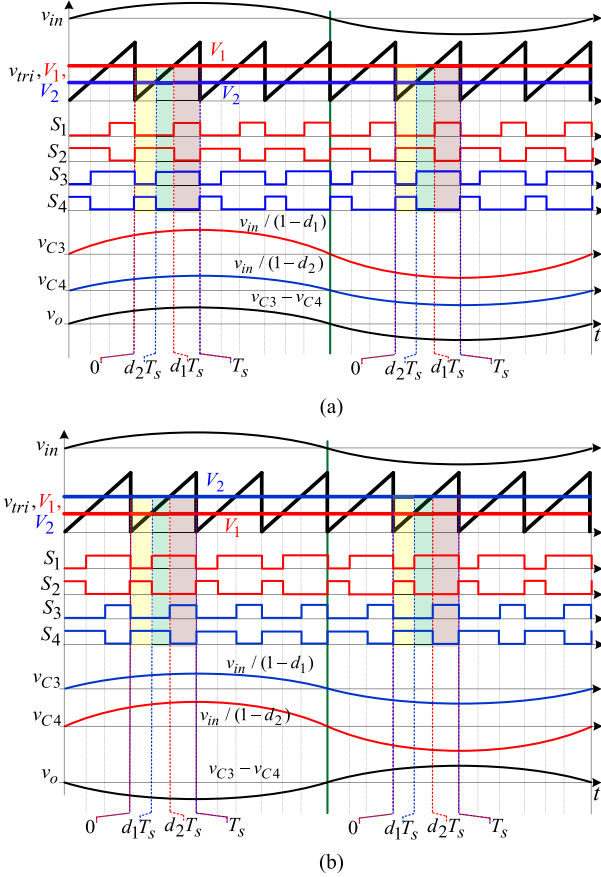 v_in
V_1
v_tri, V_1,
V_2
V_2
S_1
S_2
S_3
S_4
v_in / (1−d_1)
v_C3
v_in / (1−d_2)
v_C4
v_C3 − v_C4
v_o
t
0 d_2T_s d_1T_s T_s 0 d_2T_s d_1T_s T_s
(a)
v_in
V_2
v_tri, V_1,
V_2
V_1
S_1
S_2
S_3
S_4
v_in / (1−d_1)
v_C3
v_in / (1−d_2)
v_C4
v_C3 − v_C4
v_o
t
0 d_1T_s d_2T_s T_s 0 d_1T_s d_2T_s T_s
(b)